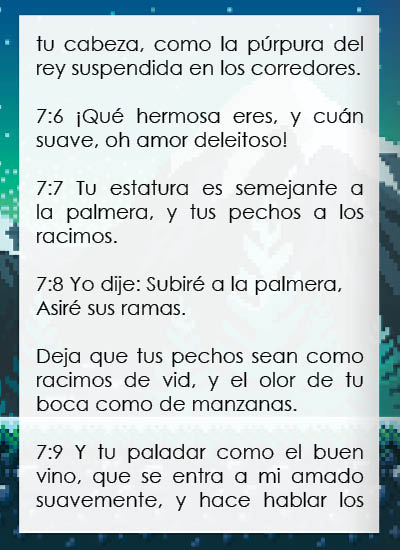 tu cabeza, como la púrpura del
rey suspendida en los corredores.
7:6 ¡Qué hermosa eres, y cuán
suave, oh amor deleitoso!
7:7 Tu estatura es semejante a
la palmera, y tus pechos a los
racimos.
7:8 Yo dije: Subiré a la palmera,
Asiré sus ramas.
Deja que tus pechos sean como
racimos de vid, y el olor de tu
boca como de manzanas.
7:9 Y tu paladar como el buen
vino, que se entra a mi amado
suavemente, y hace hablar los